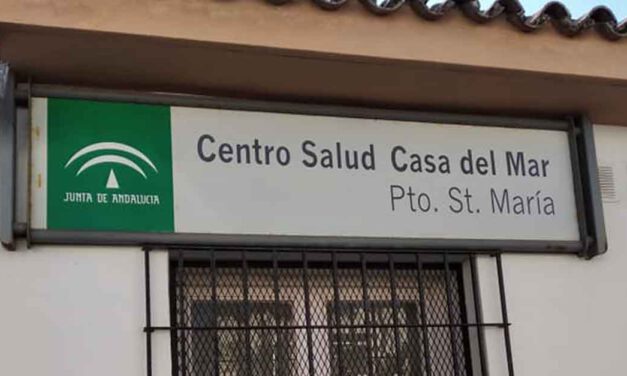 Centro Salud Casa del Mar
Pto. St. María
JUNTA DE ANDALUCIA